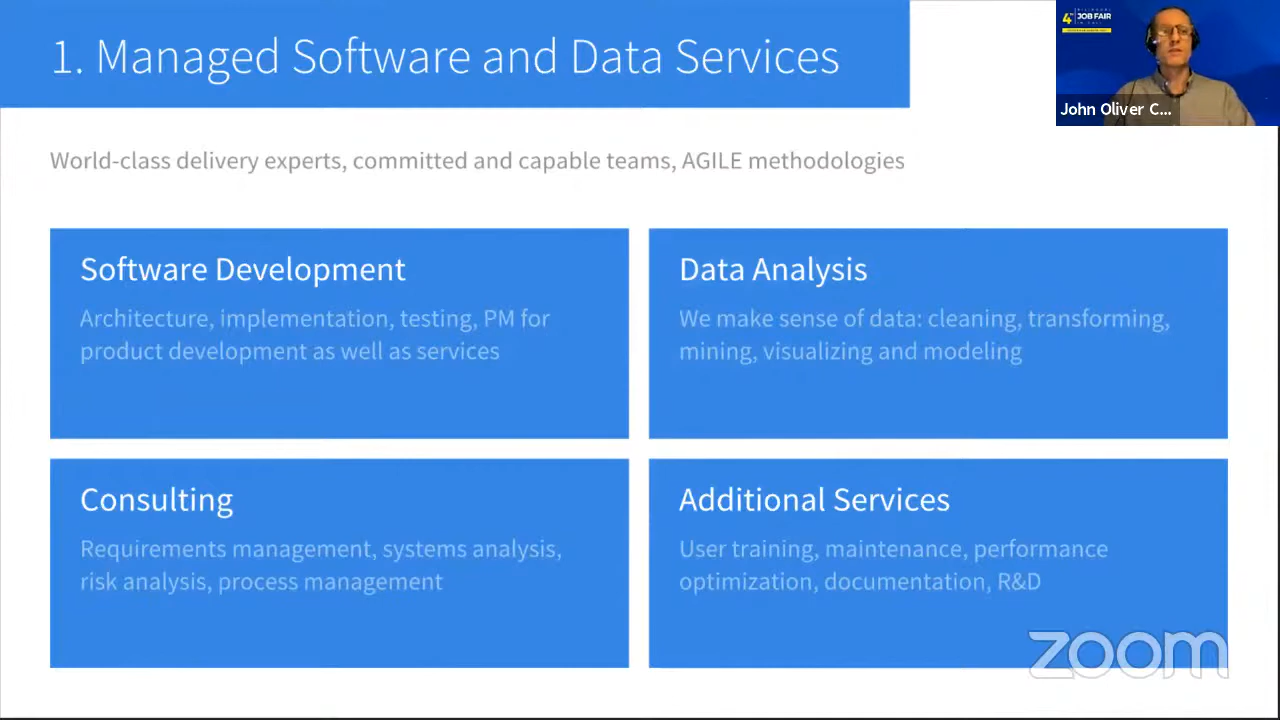 1. Managed Software and Data Services
4
JOB FAIR
John Oliver C...
World-class delivery experts, committed and capable teams, AGILE methodologies
Software Development
Architecture, implementation, testing, PM for
product development as well as services
Data Analysis
We make sense of data: cleaning, transforming,
mining, visualizing and modeling
Consulting
Requirements management, systems analysis,
risk analysis, process management
Additional Services
User training, maintenance, performance
optimization, documentation, R&D
zoom